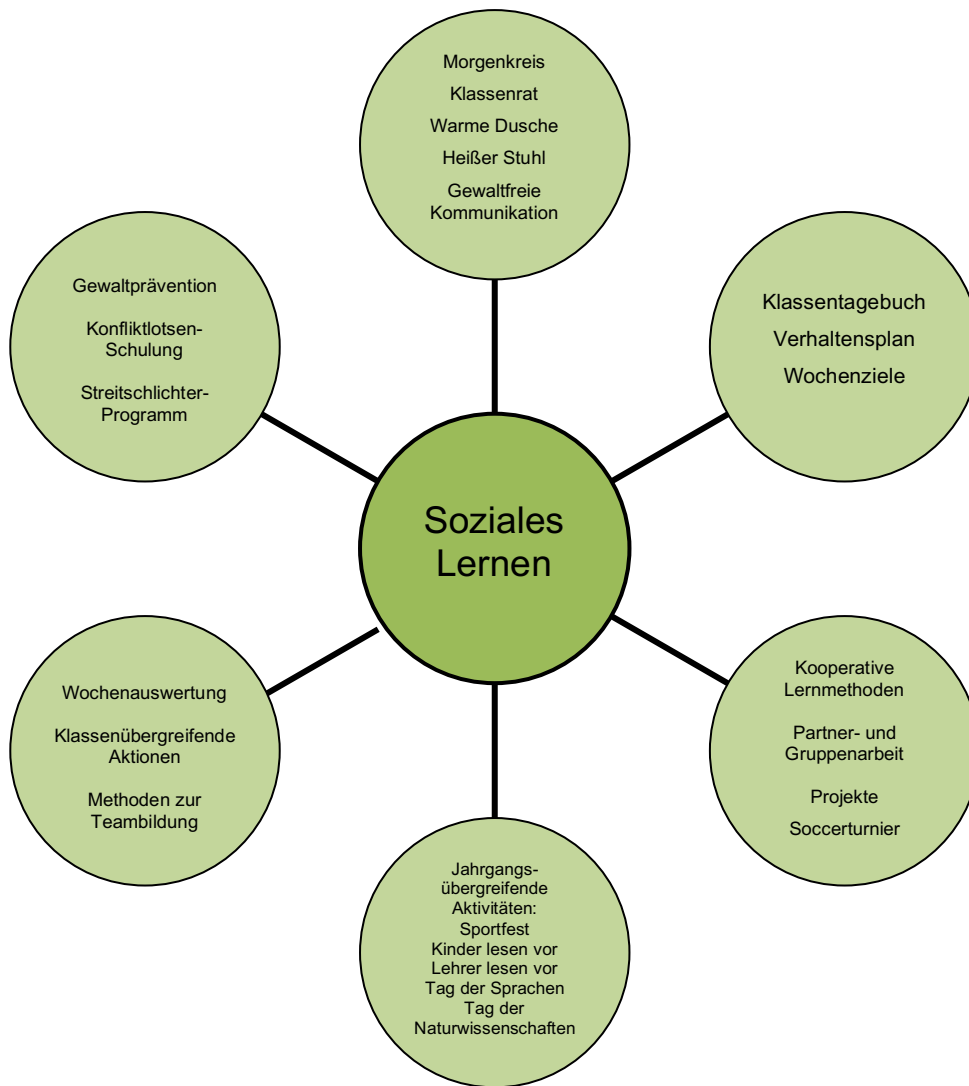 Morgenkreis
Klassenrat
Warme Dusche
Heißer Stuhl
Gewaltfreie
Kommunikation
Gewaltprävention
Konfliktlotsen-
Schulung
Streitschlichter-
Programm
Klassentagebuch
Verhaltensplan
Wochenziele
Soziales
Lernen
Wochenauswertung
Klassenübergreifende
Aktionen
Methoden zur
Teambildung
Kooperative
Lernmethoden
Partner- und
Gruppenarbeit
Projekte
Soccerturnier
Jahrgangs-
übergreifende
Aktivitäten:
Sportfest
Kinder lesen vor
Lehrer lesen vor
Tag der Sprachen
Tag der
Naturwissenschaften